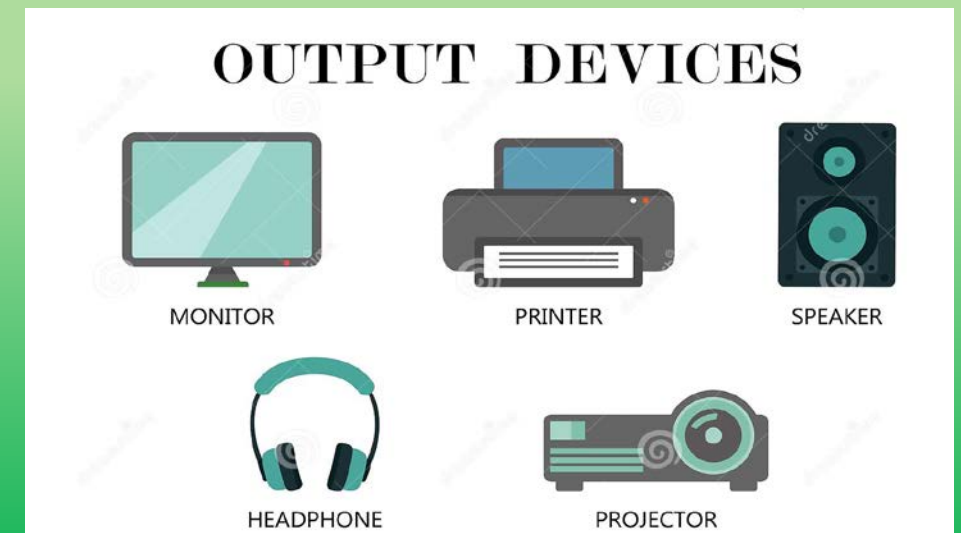 OUTPUT DEVICES
MONITOR
PRINTER
SPEAKER
HEADPHONE
PROJECTOR